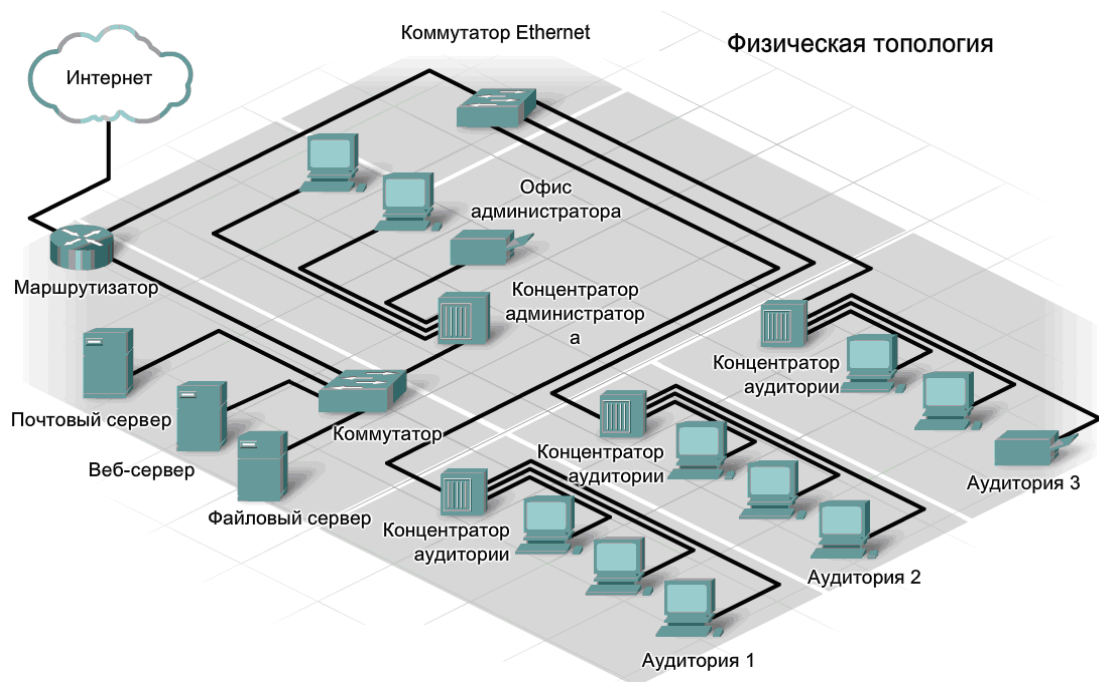 Коммутатор Ethernet
Физическая топология
Интернет
Офис
администратора
Маршрутизатор
Концентратор
администратор
а
Концентратор
аудитории
Почтовый сервер
Коммутатор
Веб-сервер
Концентратор
аудитории
Аудитория 3
Файловый сервер
Концентратор
аудитории
Аудитория 2
Аудитория 1